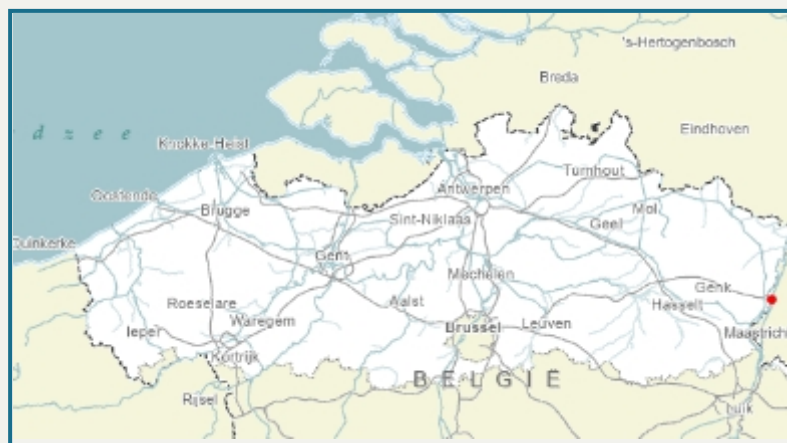 's-Hertogenbosch
Breda
Eindhoven
d z e e
Knokke-Heist
Turnhout
Antwerpen
Oostende
Brugge
Mol
Sint-Niklaas
Geel
Duinkerke
Gent
Mechelen
Genk
Aalst
Hasselt
Roeselare
Waregem
Brussel
Leuven
Ieper
Maastrich
Kortrijk
BELGIË
Rijsel
Luik